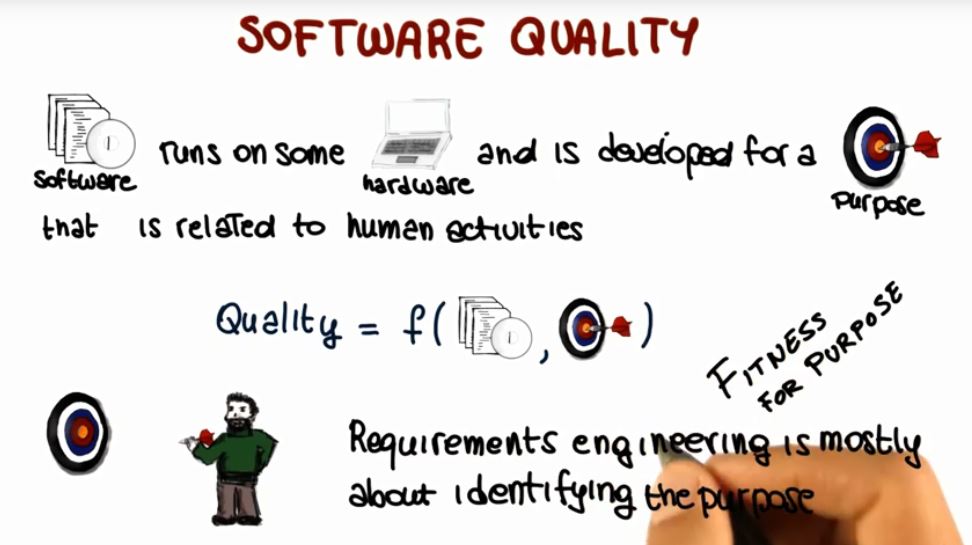 SOFTWARE QUALITY
runs on some and is developed for a
software hardware purpose
that is related to human activities
Quality = f( , )
FITNESS
FOR PURPOSE
Requirements engineering is mostly
about identifying the purpose